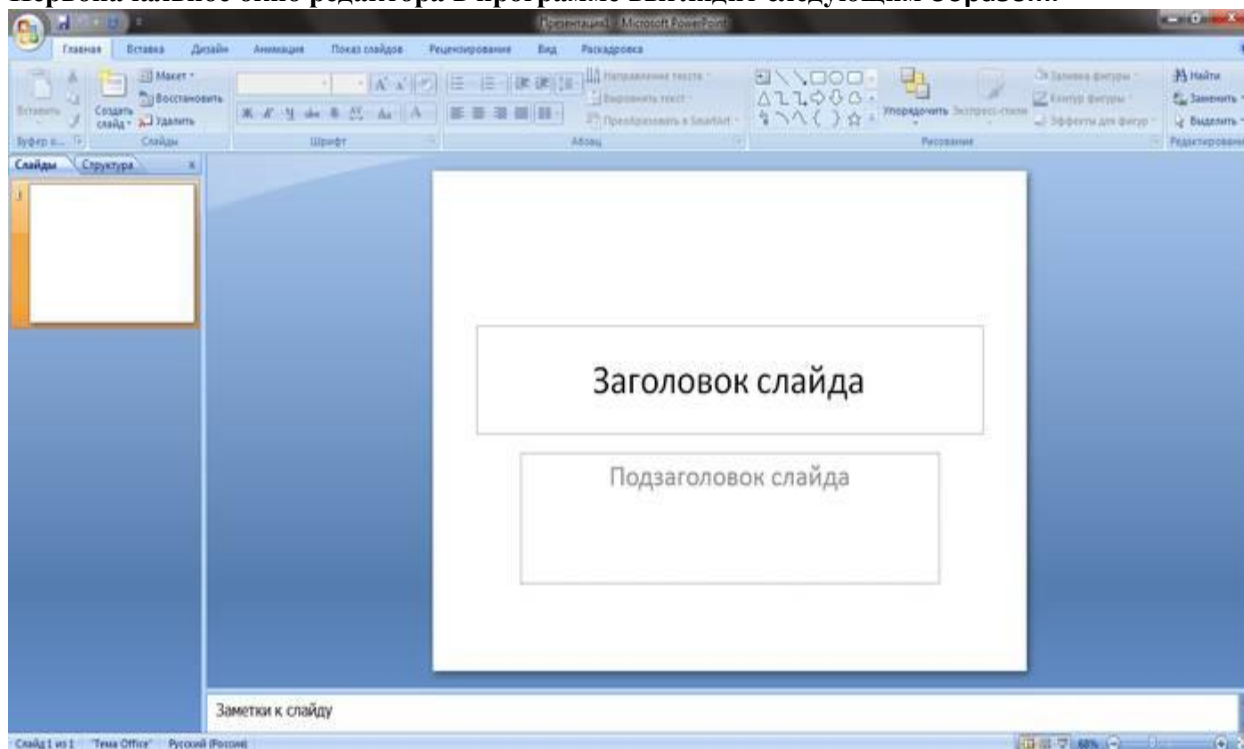 Первоначальное окно редактора в программе выглядит следующим образом:
Презентация1 - Microsoft PowerPoint
Главная Вставка Дизайн Анимация Показ слайдов Рецензирование Вид Раскадровка
Вставить
Создать слайд
Макет
Восстановить
Удалить
Направление текста
Выровнять текст
Преобразовать в SmartArt
Упорядочить
Экспресс-стили
Заливка фигуры
Контур фигуры
Эффекты для фигур
Найти
Заменить
Выделить
Буфер о... Слайды Шрифт Абзац Рисование Редактирование
Слайды Структура
1
Заголовок слайда
Подзаголовок слайда
Заметки к слайду
Слайд 1 из 1 "Тема Office" Русский (Россия) 68%